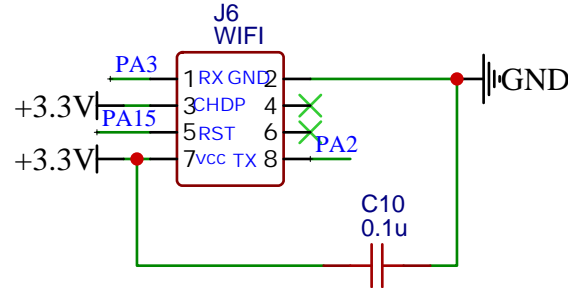 J6
WIFI
PA3 1 RX GND 2 GND
+3.3V 3 CHDP 4
PA15 5 RST 6
+3.3V 7 vcc TX 8 PA2
C10
0.1u